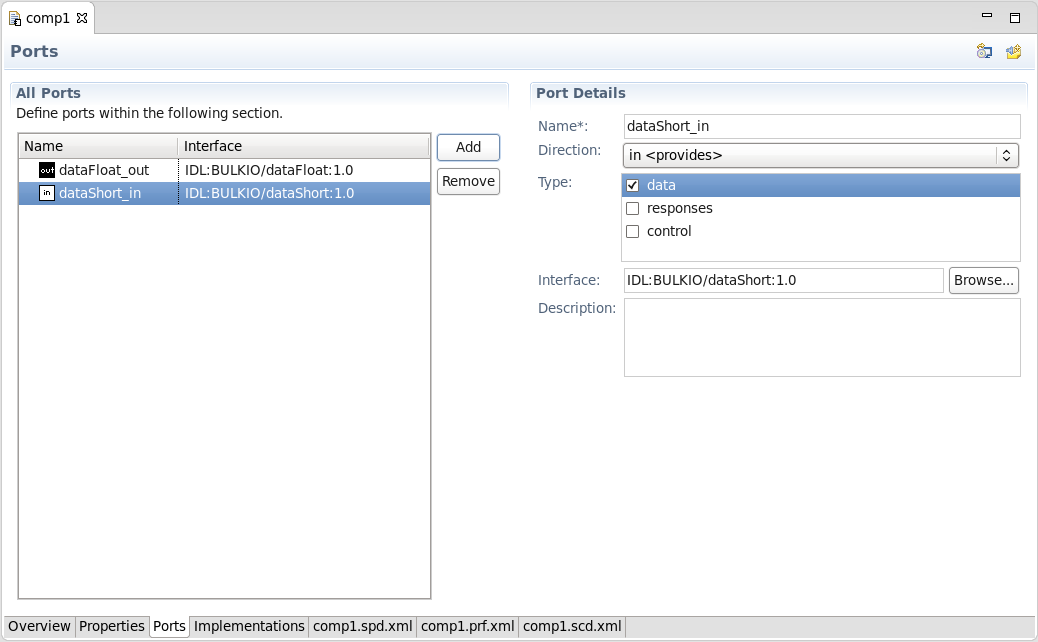 comp1
Ports
All Ports
Define ports within the following section.
Name Interface
out dataFloat_out IDL:BULKIO/dataFloat:1.0
in dataShort_in IDL:BULKIO/dataShort:1.0
Add
Remove
Port Details
Name*: dataShort_in
Direction: in <provides>
Type: data
responses
control
Interface: IDL:BULKIO/dataShort:1.0 Browse...
Description:
Overview Properties Ports Implementations comp1.spd.xml comp1.prf.xml comp1.scd.xml